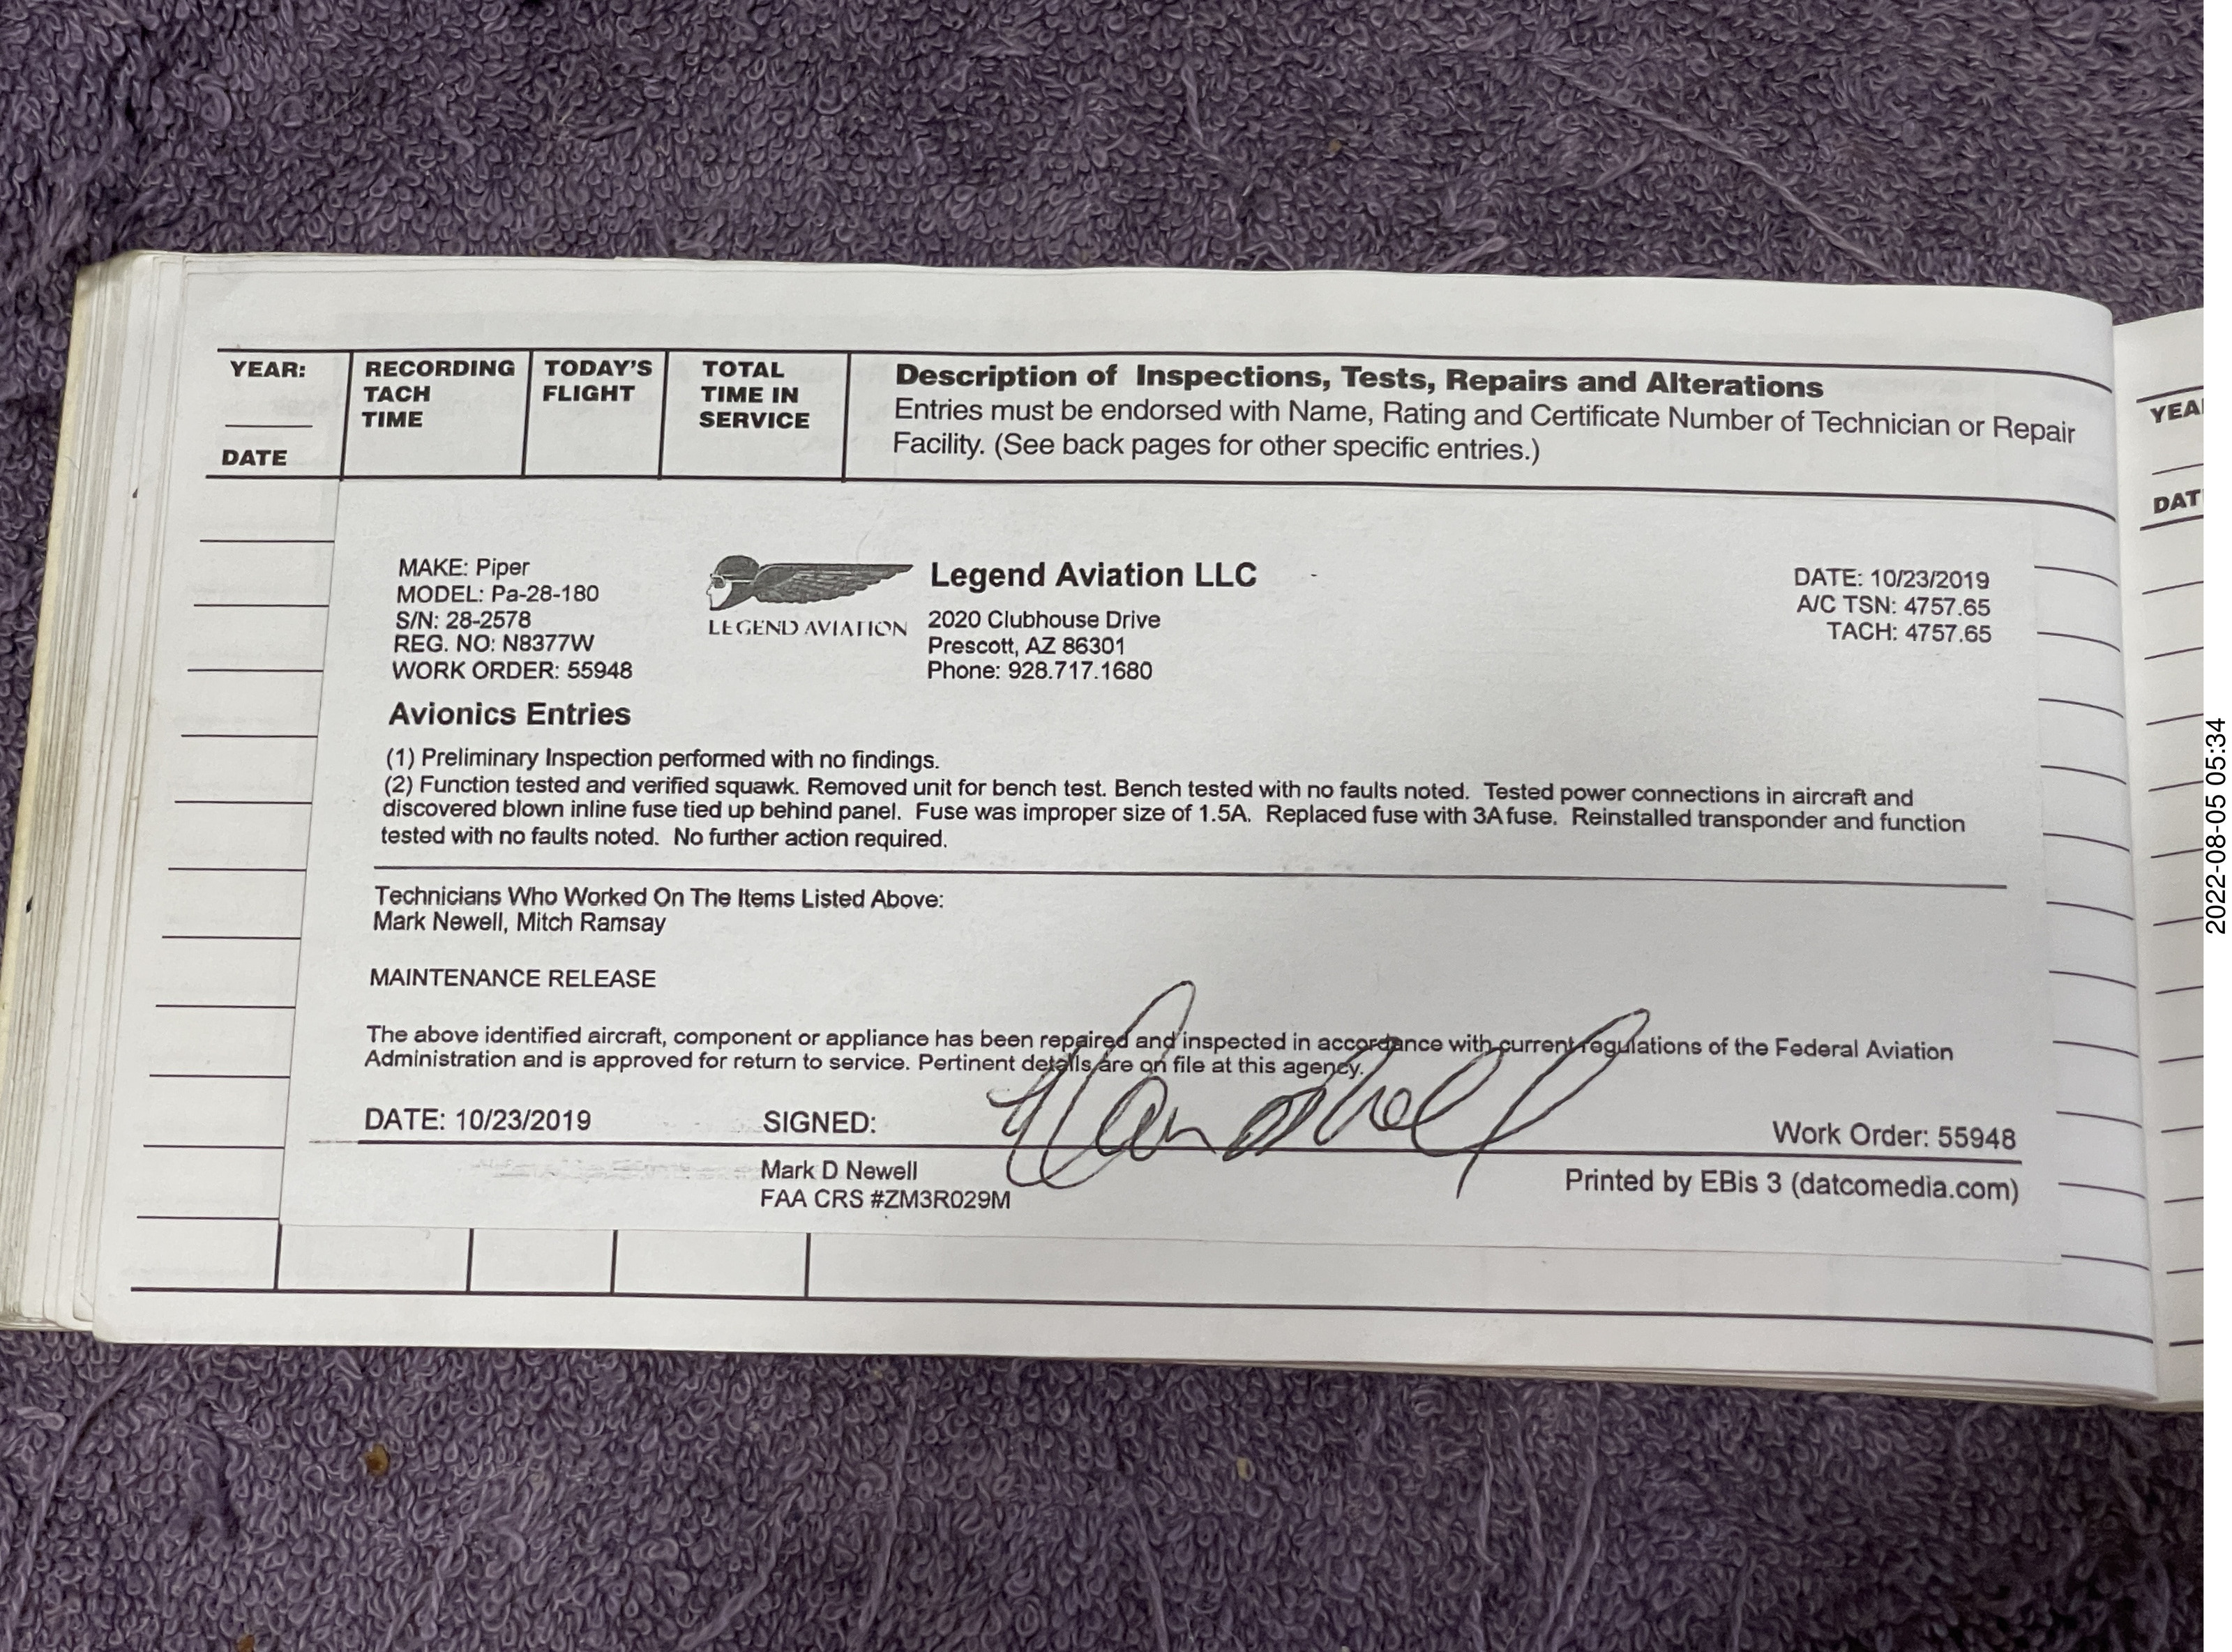 YEAR:
DATE
RECORDING
TACH
TIME
TODAY'S
FLIGHT
TOTAL
TIME IN
SERVICE
Description of Inspections, Tests, Repairs and Alterations
Entries must be endorsed with Name, Rating and Certificate Number of Technician or Repair
Facility. (See back pages for other specific entries.)
MAKE: Piper
MODEL: Pa-28-180
S/N: 28-2578
REG. NO: N8377W
WORK ORDER: 55948
LEGEND AVIATION
Legend Aviation LLC
2020 Clubhouse Drive
Prescott, AZ 86301
Phone: 928.717.1680
DATE: 10/23/2019
A/C TSN: 4757.65
TACH: 4757.65
Avionics Entries
(1) Preliminary Inspection performed with no findings.
(2) Function tested and verified squawk. Removed unit for bench test. Bench tested with no faults noted. Tested power connections in aircraft and
discovered blown inline fuse tied up behind panel. Fuse was improper size of 1.5A. Replaced fuse with 3A fuse. Reinstalled transponder and function
tested with no faults noted. No further action required.
Technicians Who Worked On The Items Listed Above:
Mark Newell, Mitch Ramsay
MAINTENANCE RELEASE
The above identified aircraft, component or appliance has been repaired and inspected in accordance with current regulations of the Federal Aviation
Administration and is approved for return to service. Pertinent details are on file at this agency.
DATE: 10/23/2019
SIGNED:
Work Order: 55948
Mark D Newell
FAA CRS #ZM3R029M
Printed by EBis 3 (datcomedia.com)
YEA
DAT
2022-08-05 05:34